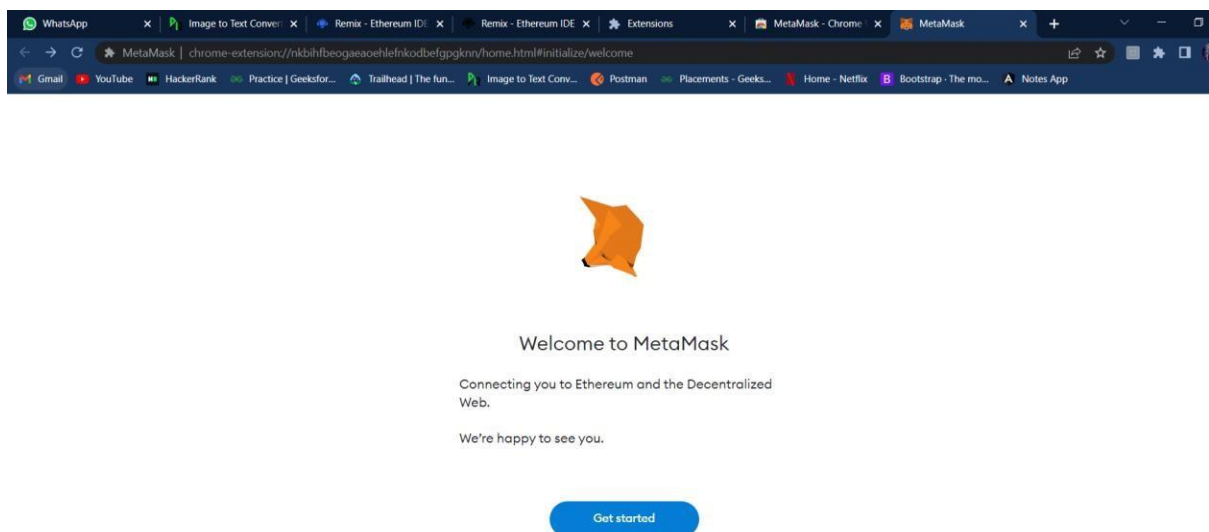 WhatsApp
Image to Text Conver
Remix - Ethereum IDE
Remix - Ethereum IDE
Extensions
MetaMask - Chrome
MetaMask
MetaMask | chrome-extension://nkbihfbeogaeaoehlefnkodbefgpgknn/home.html#initialize/welcome
Gmail
YouTube
HackerRank
Practice | Geeksfor...
Trailhead | The fun...
Image to Text Conv...
Postman
Placements - Geeks...
Home - Netflix
Bootstrap · The mo...
Notes App
Welcome to MetaMask
Connecting you to Ethereum and the Decentralized
Web.
We're happy to see you.
Get started